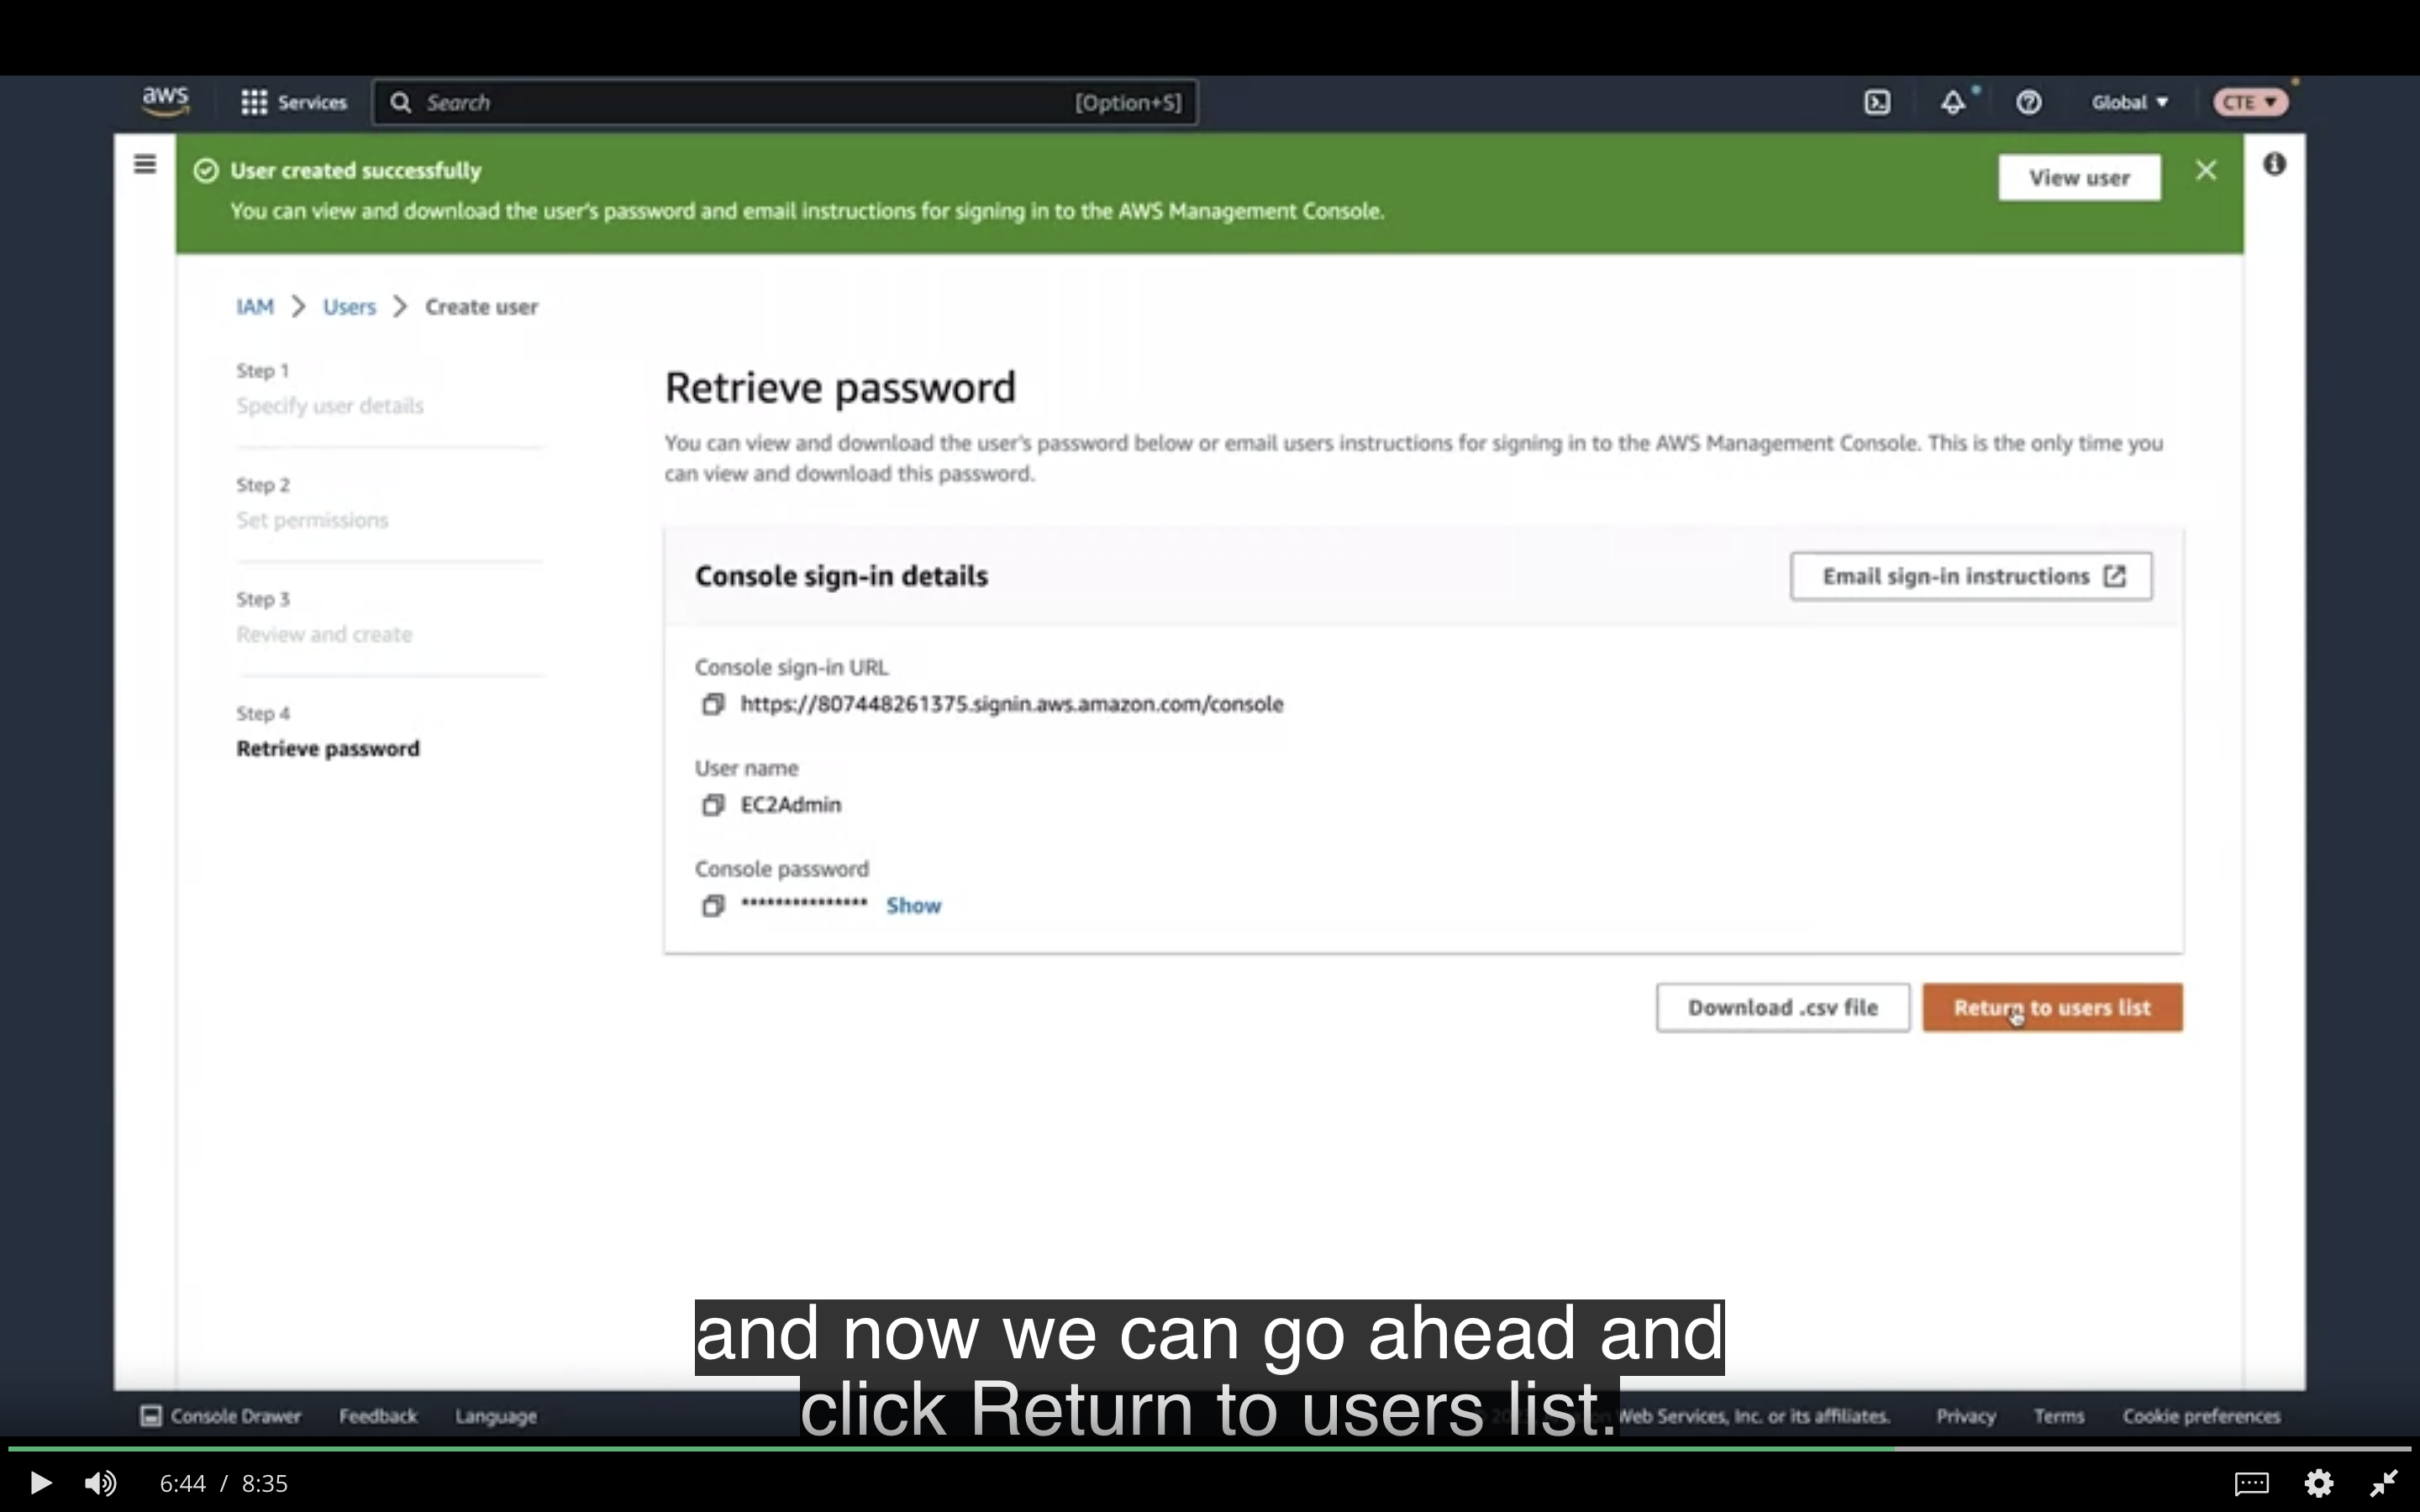 aws
Services
Search
[Option+S]
Global
CTE
User created successfully
View user
You can view and download the user's password and email instructions for signing in to the AWS Management Console.
IAM > Users > Create user
Step 1
Specify user details
Step 2
Set permissions
Step 3
Review and create
Step 4
Retrieve password
Retrieve password
You can view and download the user's password below or email users instructions for signing in to the AWS Management Console. This is the only time you
can view and download this password.
Console sign-in details
Email sign-in instructions
Console sign-in URL
https://807448261375.signin.aws.amazon.com/console
User name
EC2Admin
Console password
*************** Show
Download .csv file
Return to users list
and now we can go ahead and
click Return to users list.
Console Drawer
Feedback
Language
Web Services, Inc. or its affiliates.
Privacy
Terms
Cookie preferences
6:44 / 8:35